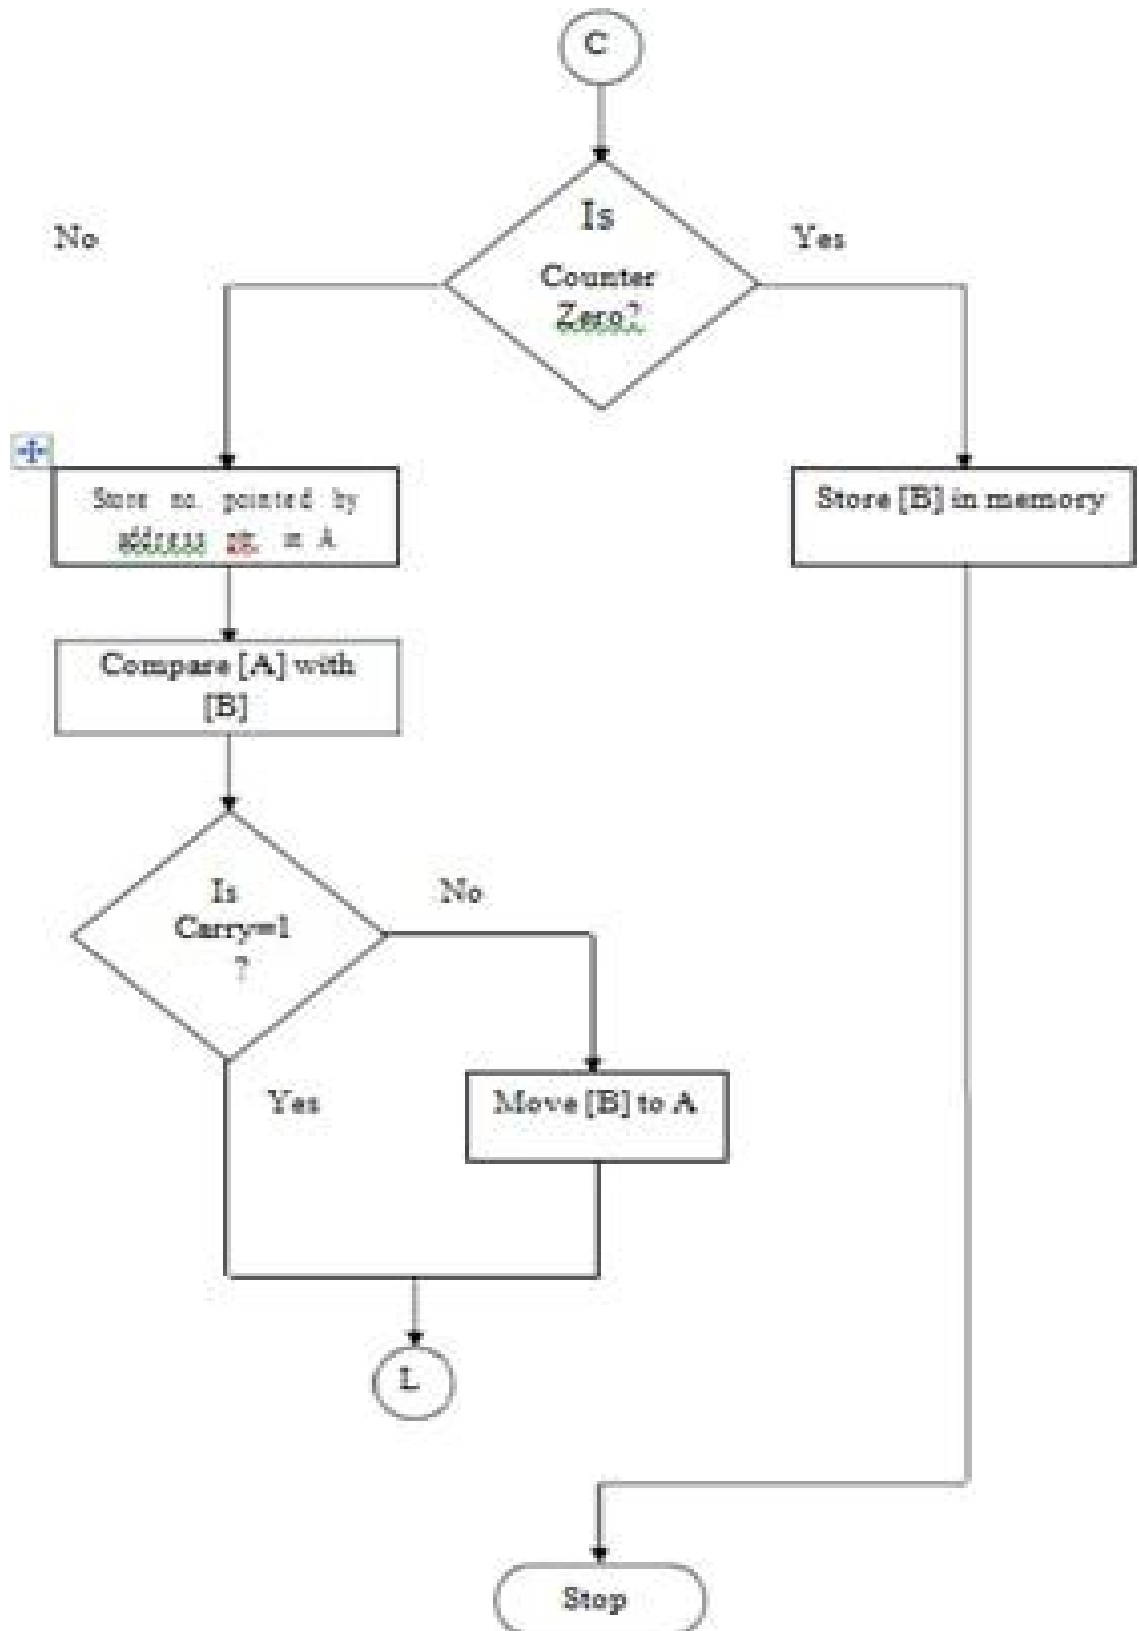 C
Is
Counter
Zero?
No
Yes
Store no. pointed by
address ptr. in A
Store [B] in memory
Compare [A] with
[B]
Is
Carry=1
?
No
Yes
Move [B] to A
L
Stop